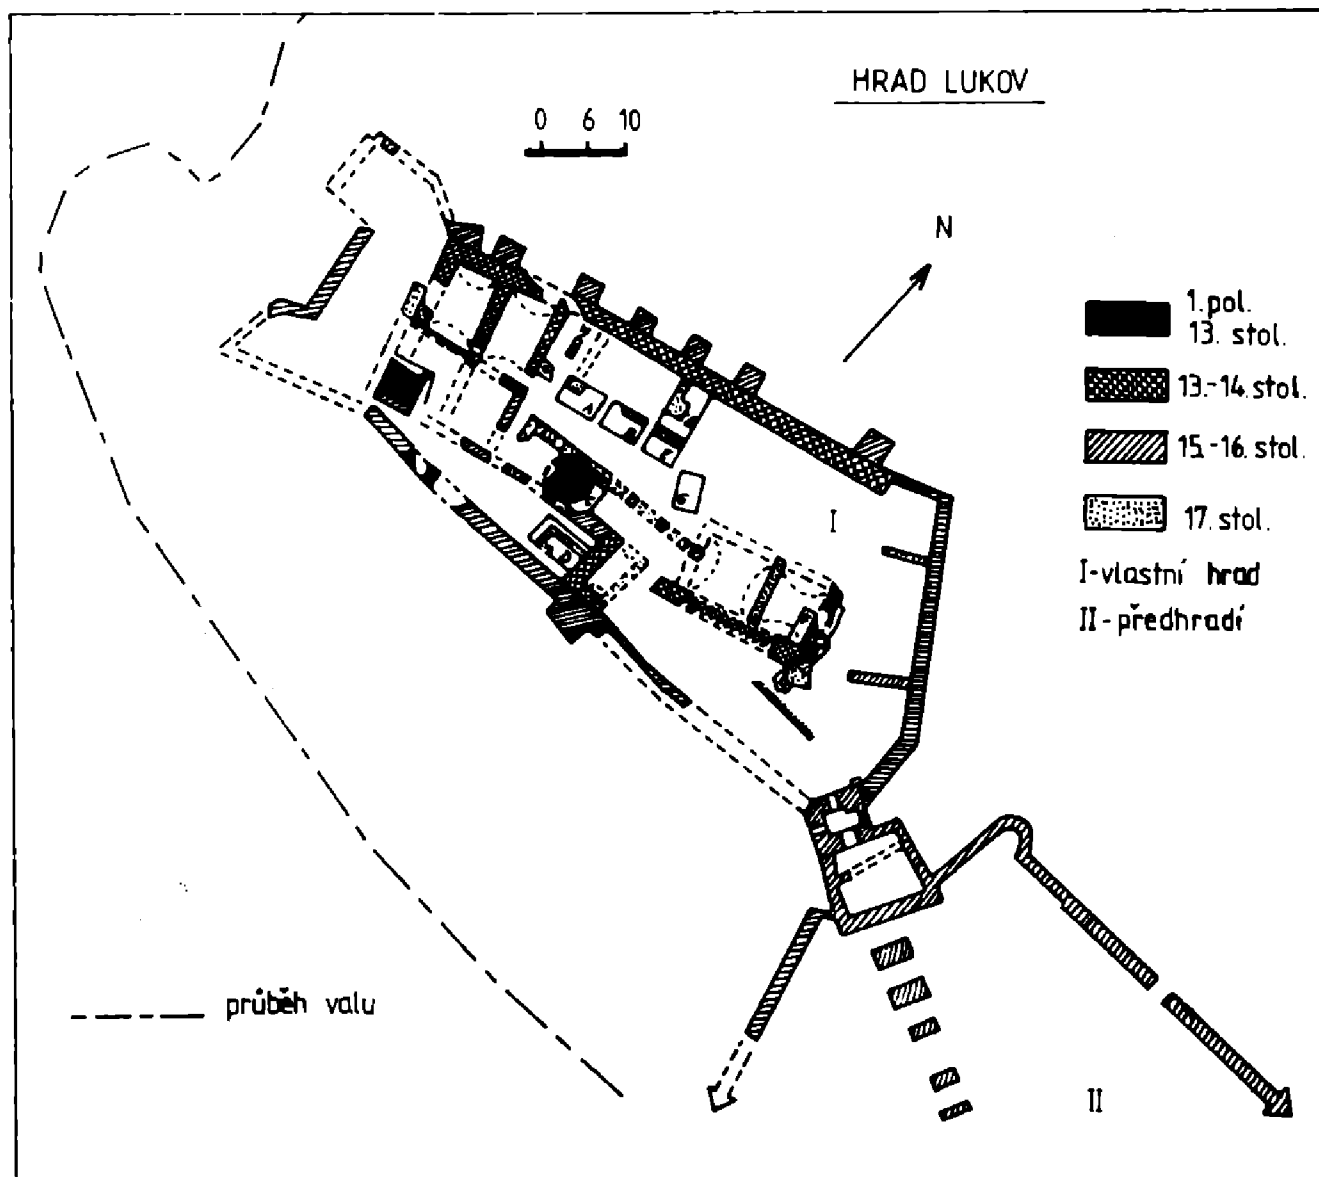 HRAD LUKOV
0 6 10
N
1. pol.
13. stol.
13.-14. stol.
15.-16. stol.
17. stol.
I-vlastní hrad
II-předhradí
A
I
průběh valu
II